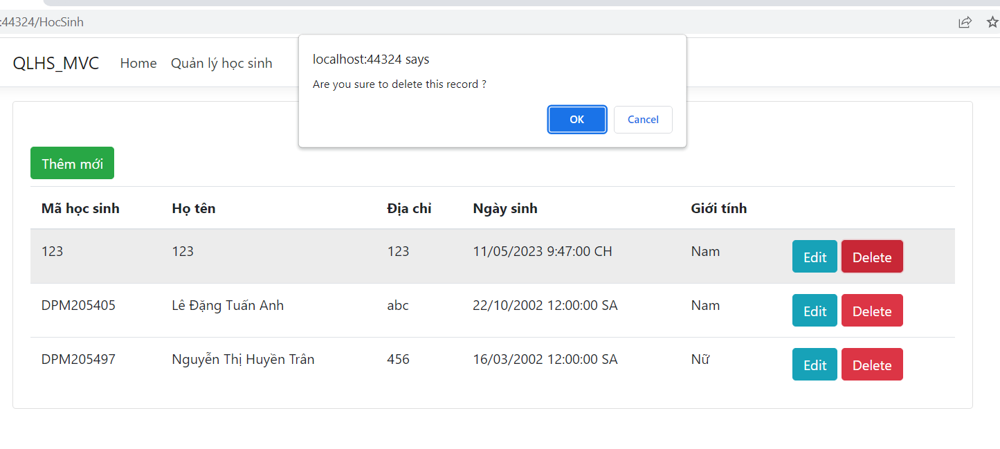 :44324/HocSinh
QLHS_MVC Home Quản lý học sinh
localhost:44324 says
Are you sure to delete this record ?
OK Cancel
Thêm mới
Mã học sinh Họ tên Địa chỉ Ngày sinh Giới tính
123 123 123 11/05/2023 9:47:00 CH Nam Edit Delete
DPM205405 Lê Đặng Tuấn Anh abc 22/10/2002 12:00:00 SA Nam Edit Delete
DPM205497 Nguyễn Thị Huyền Trân 456 16/03/2002 12:00:00 SA Nữ Edit Delete